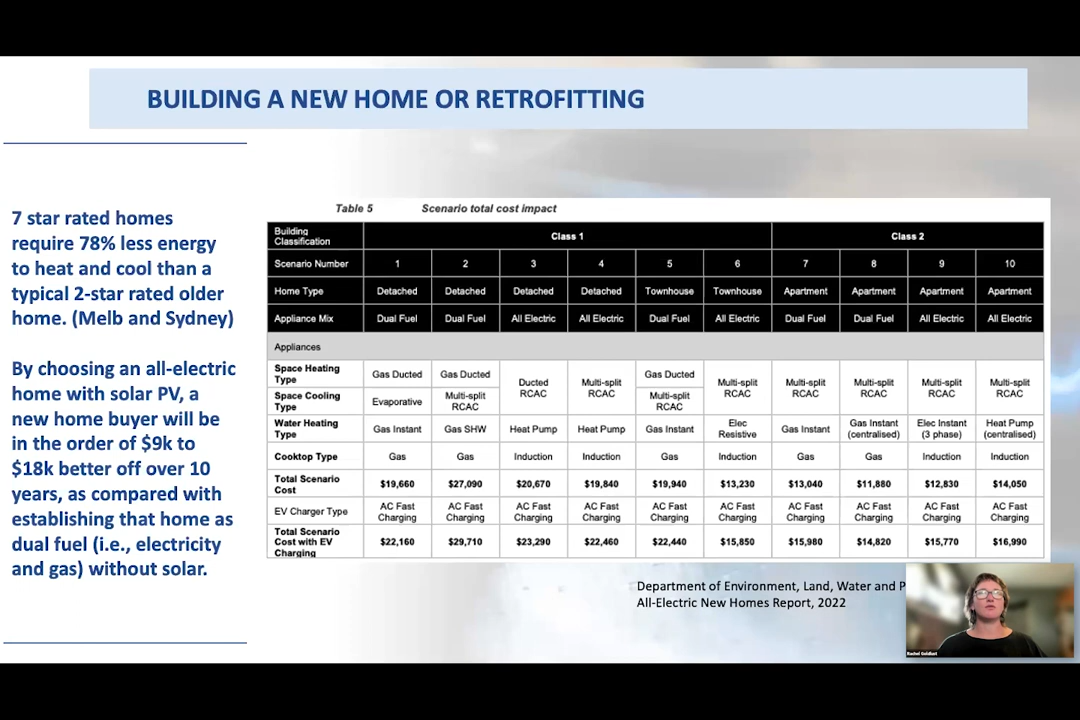 BUILDING A NEW HOME OR RETROFITTING
7 star rated homes
require 78% less energy
to heat and cool than a
typical 2-star rated older
home. (Melb and Sydney)
By choosing an all-electric
home with solar PV, a
new home buyer will be
in the order of $9k to
$18k better off over 10
years, as compared with
establishing that home as
dual fuel (i.e., electricity
and gas) without solar.
Table 5 Scenario total cost impact
Building Classification Class 1 Class 2
Scenario Number 1 2 3 4 5 6 7 8 9 10
Home Type Detached Detached Detached Detached Townhouse Townhouse Apartment Apartment Apartment Apartment
Appliance Mix Dual Fuel Dual Fuel All Electric All Electric Dual Fuel All Electric Dual Fuel Dual Fuel All Electric All Electric
Appliances
Space Heating Type Gas Ducted Gas Ducted Ducted RCAC Multi-split RCAC Gas Ducted Multi-split RCAC Multi-split RCAC Multi-split RCAC Multi-split RCAC Multi-split RCAC
Space Cooling Type Evaporative Multi-split RCAC Multi-split RCAC
Water Heating Type Gas Instant Gas SHW Heat Pump Heat Pump Gas Instant Elec Resistive Gas Instant Gas Instant (centralised) Elec Instant (3 phase) Heat Pump (centralised)
Cooktop Type Gas Gas Induction Induction Gas Induction Gas Gas Induction Induction
Total Scenario Cost $19,660 $27,090 $20,670 $19,840 $19,940 $13,230 $13,040 $11,880 $12,830 $14,050
EV Charger Type AC Fast Charging AC Fast Charging AC Fast Charging AC Fast Charging AC Fast Charging AC Fast Charging AC Fast Charging AC Fast Charging AC Fast Charging AC Fast Charging
Total Scenario Cost with EV Charging $22,160 $29,710 $23,290 $22,460 $22,440 $15,850 $15,980 $14,820 $15,770 $16,990
Department of Environment, Land, Water and P
All-Electric New Homes Report, 2022